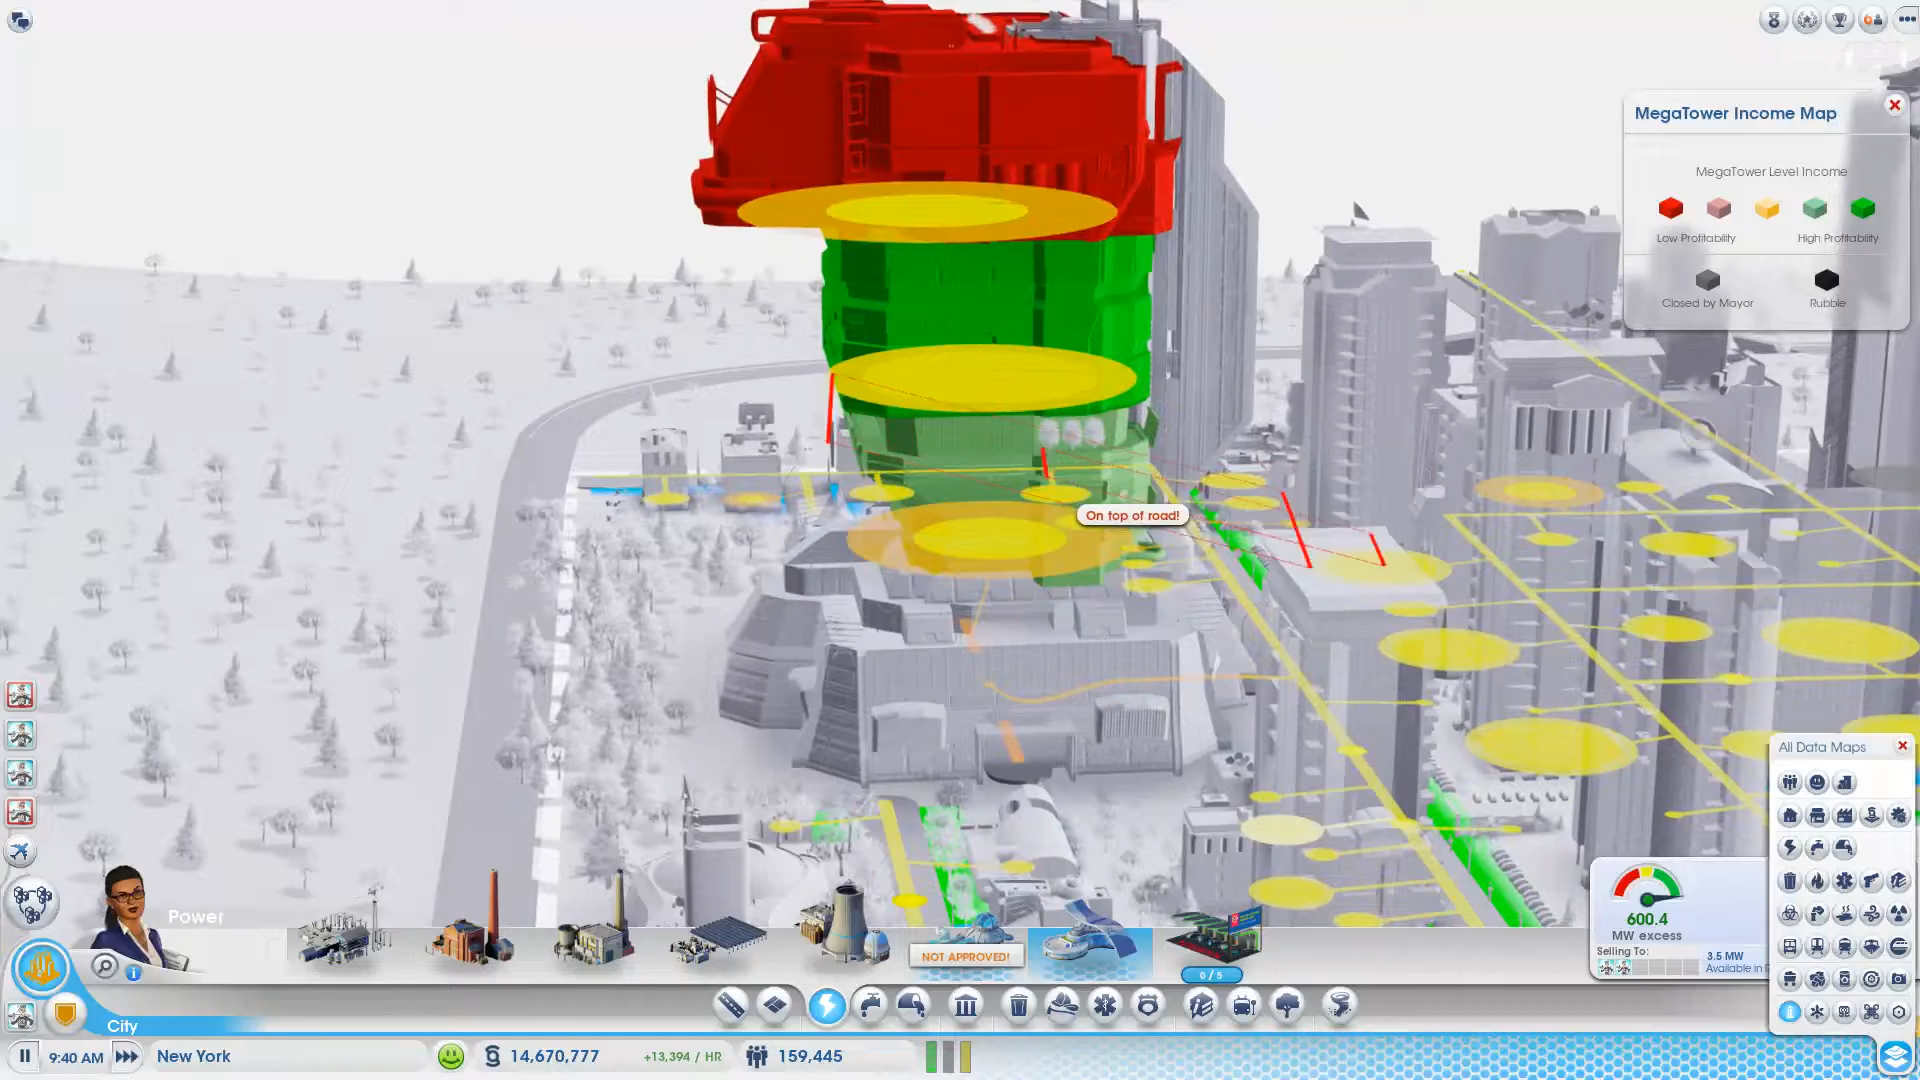 MegaTower Income Map
MegaTower Level Income
Low Profitability
High Profitability
Closed by Mayor
Rubble
On top of road!
All Data Maps
Power
NOT APPROVED!
0 / 5
600.4
MW excess
Selling To:
3.5 MW
Available in
City
9:40 AM
New York
14,670,777
+13,394 / HR
159,445